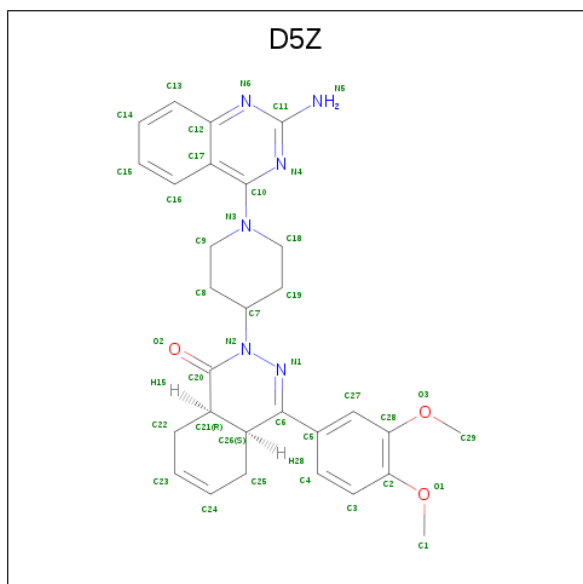 D5Z
C13 N6 N5
N C11 NH2
C14 C12
C17 N N4
C15
C16 C10
N3
N
C9 C18
C8 C19
C7
O2 N2 N1
O N N
H15 C20 C27 O3
H C6 C28 O
C21(R) C5 C29
C22 C26(S) H H28 C4 C2 O1
C23 C25 C3 O
C24
C1